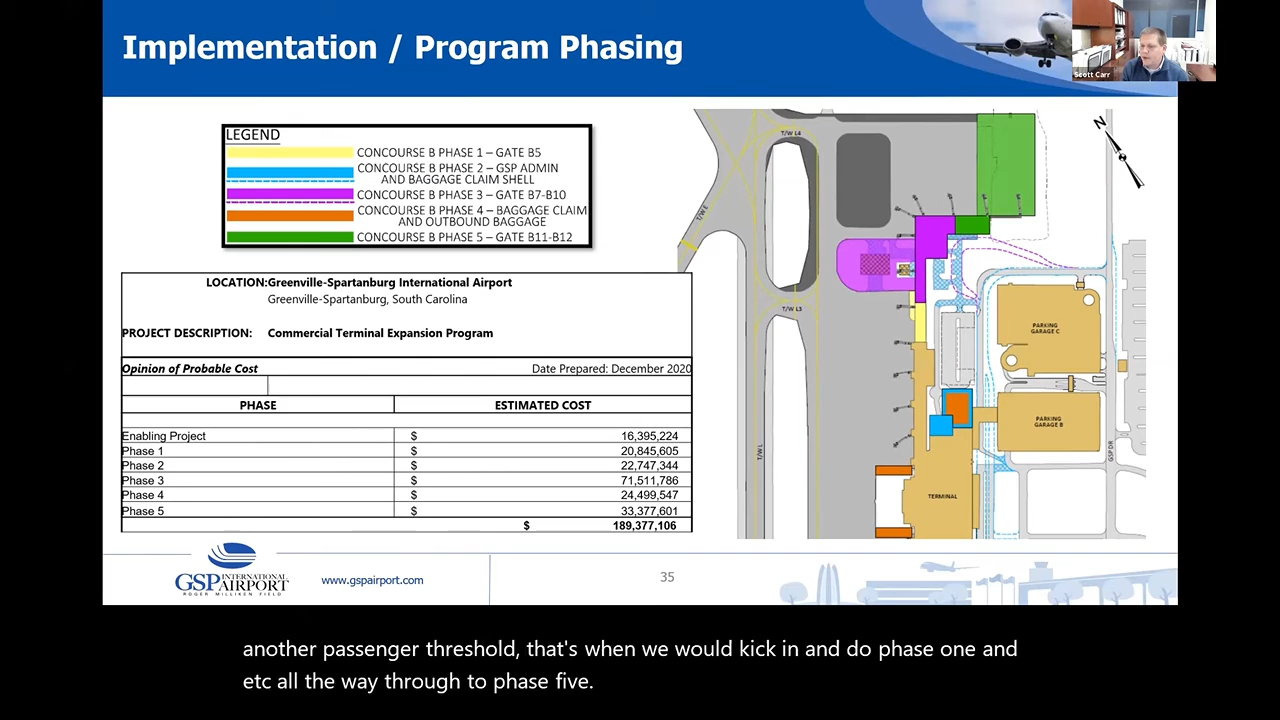 Implementation / Program Phasing
Scott Carr
LEGEND
CONCOURSE B PHASE 1 – GATE B5
CONCOURSE B PHASE 2 – GSP ADMIN
AND BAGGAGE CLAIM SHELL
CONCOURSE B PHASE 3 – GATE B7-B10
CONCOURSE B PHASE 4 – BAGGAGE CLAIM
AND OUTBOUND BAGGAGE
CONCOURSE B PHASE 5 – GATE B11-B12
LOCATION:Greenville-Spartanburg International Airport
Greenville-Spartanburg, South Carolina
PROJECT DESCRIPTION: Commercial Terminal Expansion Program
Opinion of Probable Cost Date Prepared: December 2020
PHASE ESTIMATED COST
Enabling Project $ 16,395,224
Phase 1 $ 20,845,605
Phase 2 $ 22,747,344
Phase 3 $ 71,511,786
Phase 4 $ 24,499,547
Phase 5 $ 33,377,601
$ 189,377,106
N
T/W L4
T/W E
T/W L3
T/W L
PARKING
GARAGE C
PARKING
GARAGE B
GSP DR
TERMINAL
GSP INTERNATIONAL
AIRPORT
ROGER MILLIKEN FIELD
www.gspairport.com
35
another passenger threshold, that's when we would kick in and do phase one and
etc all the way through to phase five.